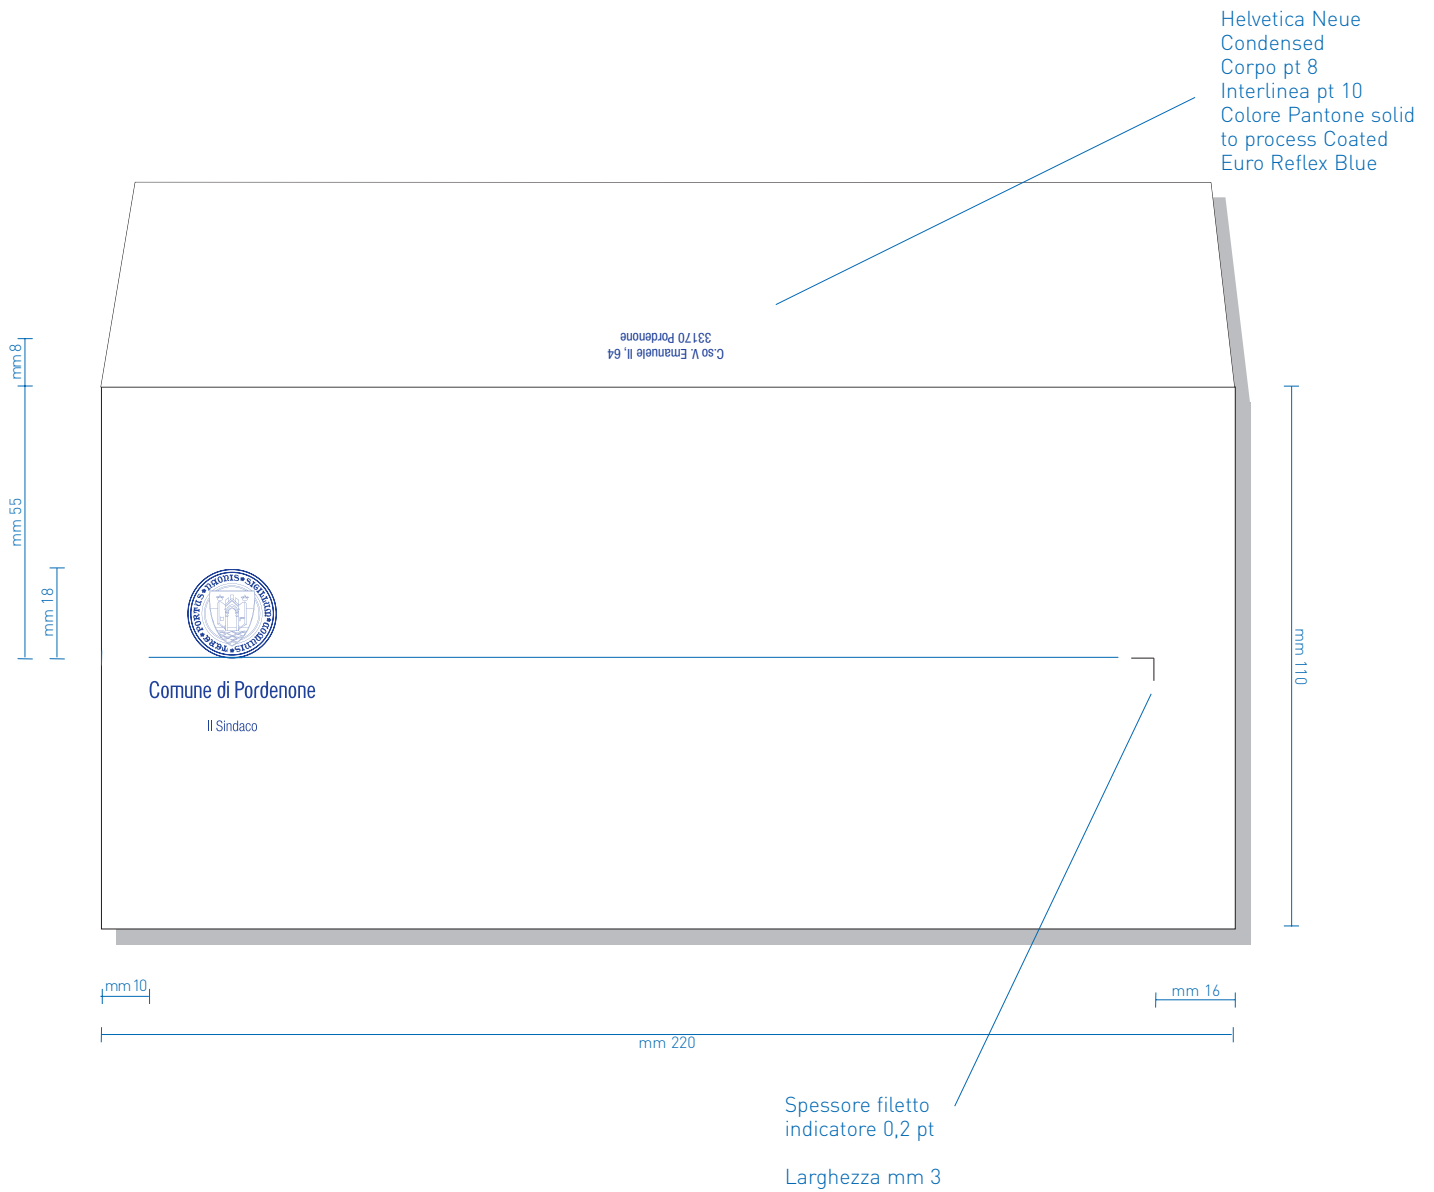 Helvetica Neue
Condensed
Corpo pt 8
Interlinea pt 10
Colore Pantone solid
to process Coated
Euro Reflex Blue
C.so V. Emanuele II, 64
33170 Pordenone
mm 8
mm 55
mm 18
SIGILLUM
Comune di Pordenone
Il Sindaco
mm 110
mm 10
mm 16
mm 220
Spessore filetto
indicatore 0,2 pt
Larghezza mm 3